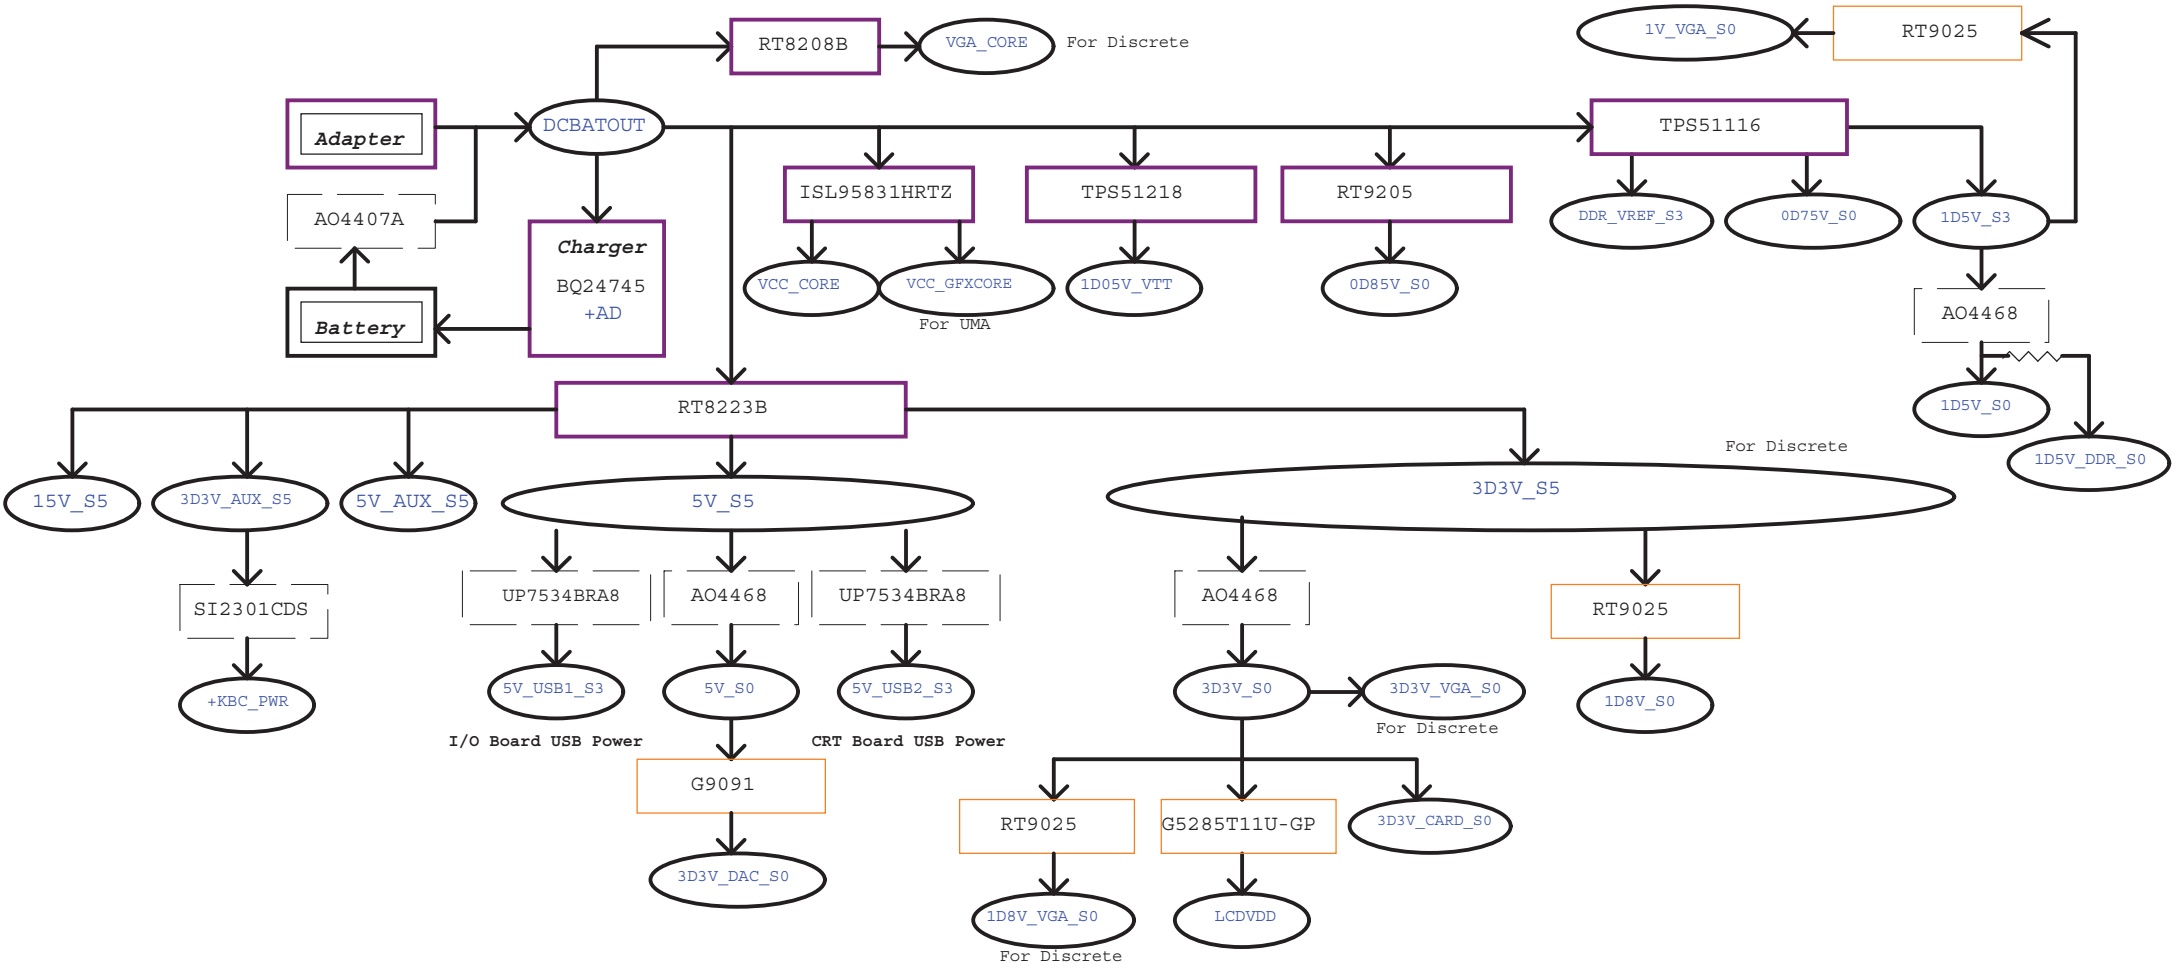 RT8208B
VGA_CORE
For Discrete
1V_VGA_S0
RT9025
Adapter
DCBATOUT
TPS51116
AO4407A
ISL95831HRTZ
TPS51218
RT9205
DDR_VREF_S3
0D75V_S0
1D5V_S3
Charger
BQ24745
+AD
VCC_CORE
VCC_GFXCORE
For UMA
1D05V_VTT
0D85V_S0
AO4468
Battery
RT8223B
1D5V_S0
For Discrete
1D5V_DDR_S0
15V_S5
3D3V_AUX_S5
5V_AUX_S5
5V_S5
3D3V_S5
SI2301CDS
UP7534BRA8
AO4468
UP7534BRA8
AO4468
RT9025
+KBC_PWR
5V_USB1_S3
5V_S0
5V_USB2_S3
3D3V_S0
3D3V_VGA_S0
For Discrete
1D8V_S0
I/O Board USB Power
CRT Board USB Power
G9091
RT9025
G5285T11U-GP
3D3V_CARD_S0
3D3V_DAC_S0
1D8V_VGA_S0
For Discrete
LCDVDD